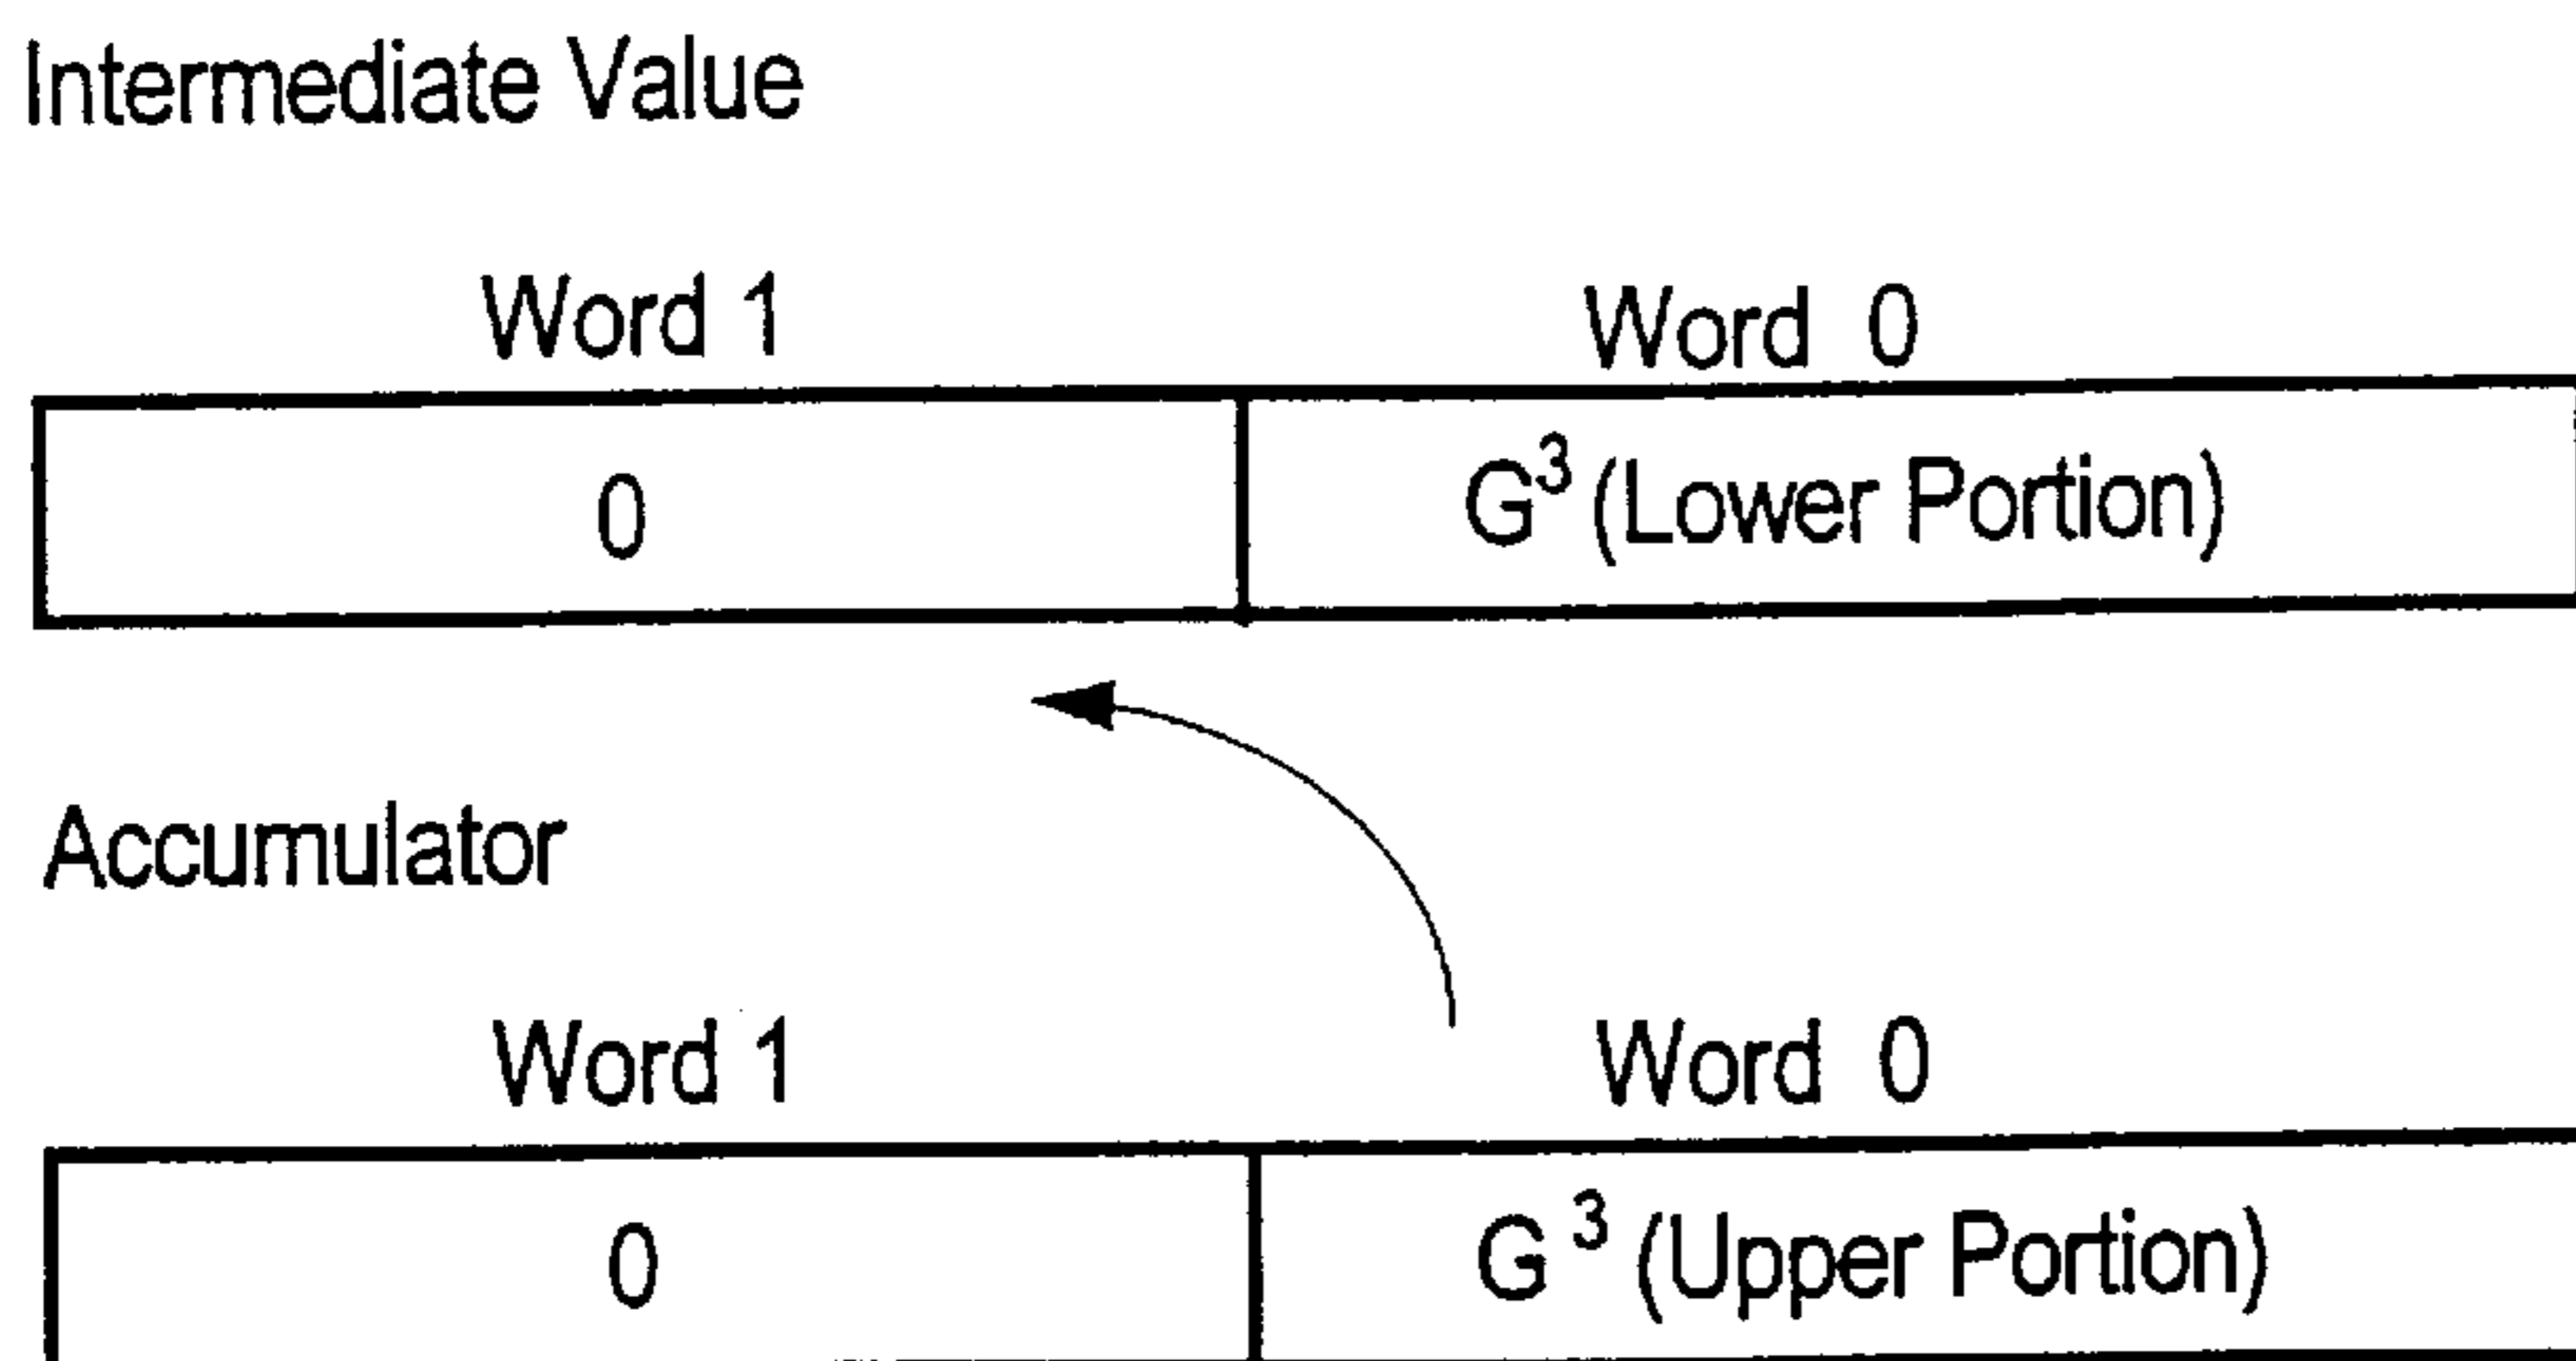 Intermediate Value
Word 1 Word 0
0 G³ (Lower Portion)
Accumulator
Word 1 Word 0
0 G³ (Upper Portion)